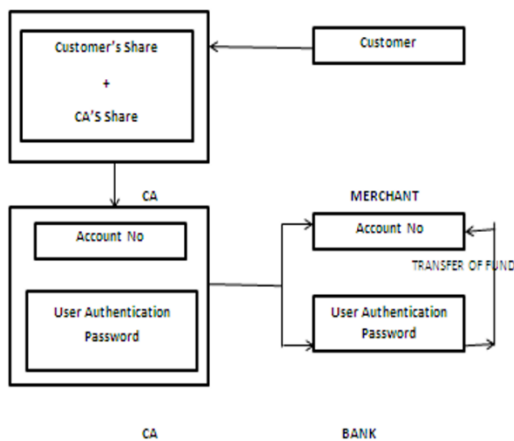 Customer's Share
+
CA'S Share
Customer
CA
MERCHANT
Account No
Account No
TRANSFER OF FUND
User Authentication
Password
User Authentication
Password
CA
BANK